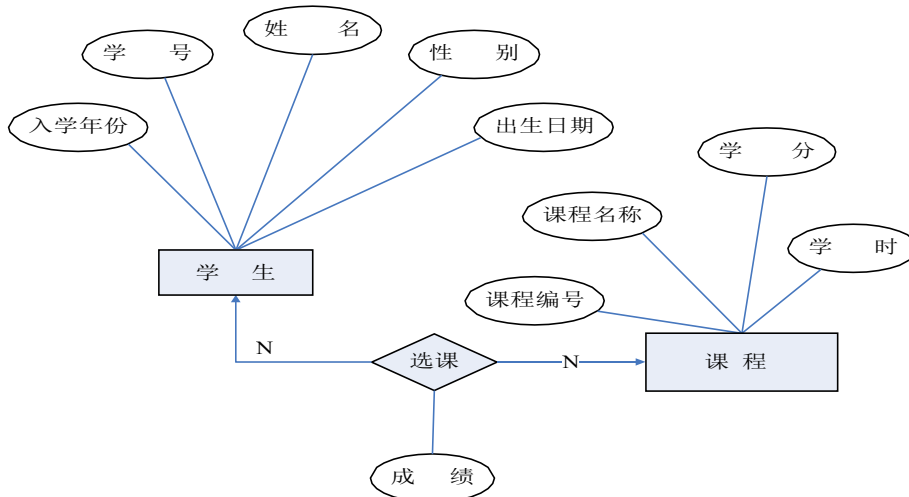 姓 名
学 号
性 别
入学年份
出生日期
学 分
课程名称
学 时
学 生
课程编号
N
选课
N
课 程
成 绩